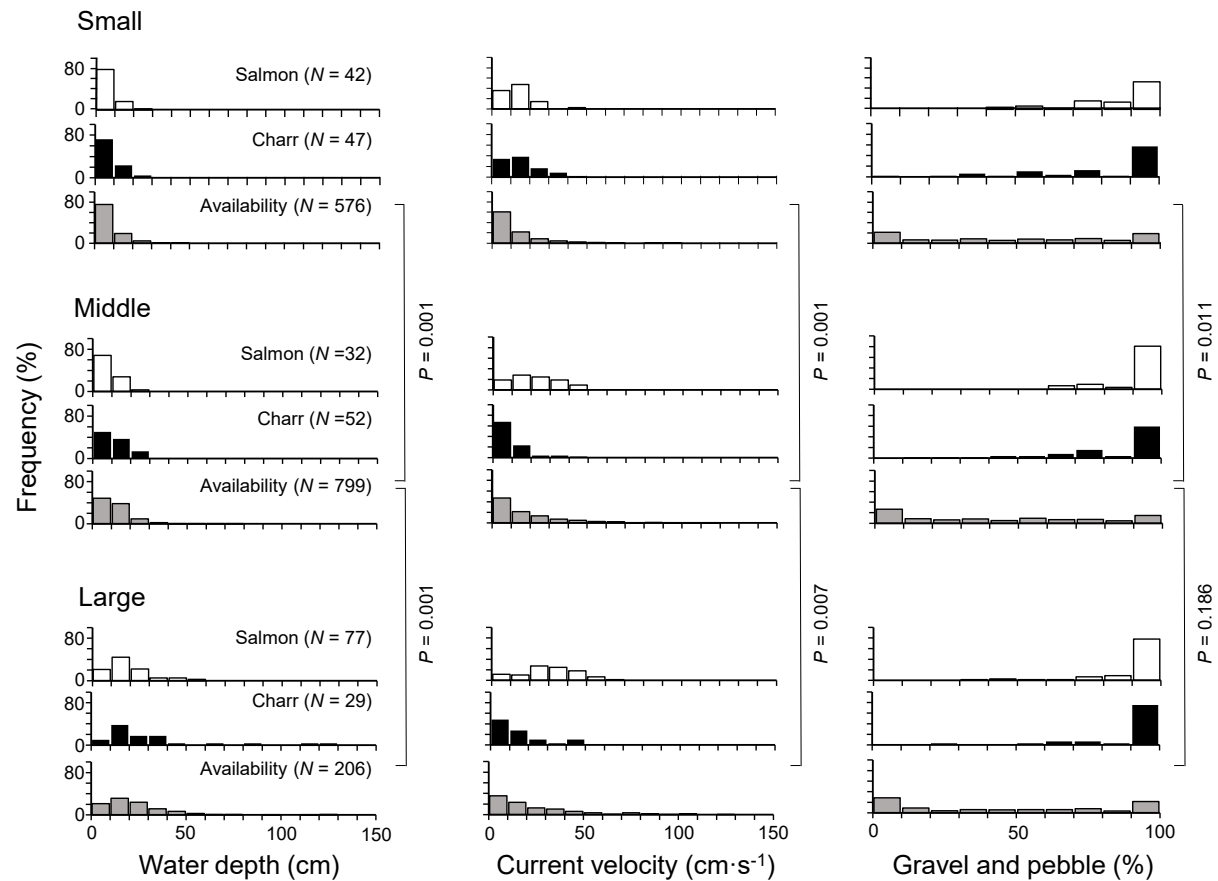 Small
80
0
Salmon (N = 42)
80
0
Charr (N = 47)
80
0
Availability (N = 576)
Middle
80
0
Salmon (N =32)
80
0
Charr (N =52)
80
0
Availability (N = 799)
Large
80
0
Salmon (N = 77)
80
0
Charr (N = 29)
80
0
Availability (N = 206)
P = 0.001
P = 0.001
P = 0.011
P = 0.001
P = 0.007
P = 0.186
Frequency (%)
0 50 100 150
0 50 100 150
0 50 100
Water depth (cm)
Current velocity (cm·s⁻¹)
Gravel and pebble (%)